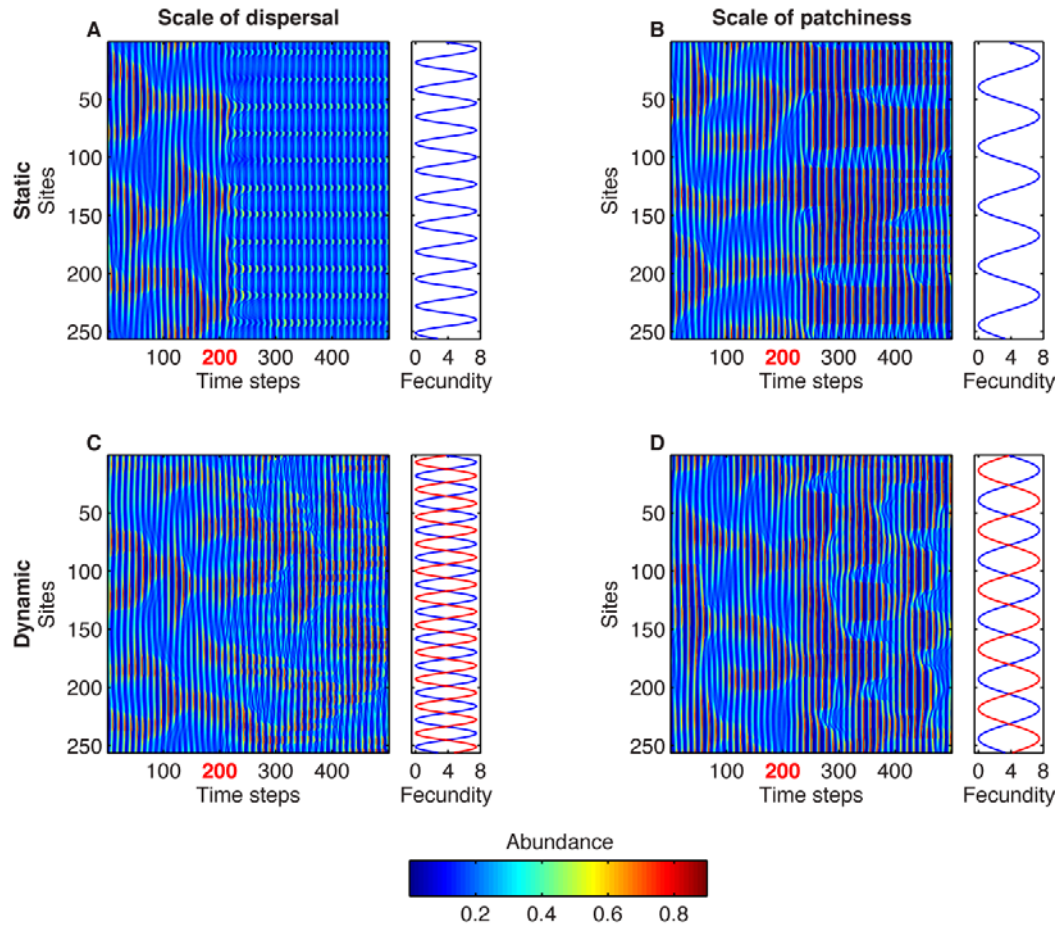 Scale of dispersal
Scale of patchiness
A
B
Static
Sites
50
100
150
200
250
100 200 300 400
Time steps
0 4 8
Fecundity
Sites
50
100
150
200
250
100 200 300 400
Time steps
0 4 8
Fecundity
C
D
Dynamic
Sites
50
100
150
200
250
100 200 300 400
Time steps
0 4 8
Fecundity
Sites
50
100
150
200
250
100 200 300 400
Time steps
0 4 8
Fecundity
Abundance
0.2 0.4 0.6 0.8